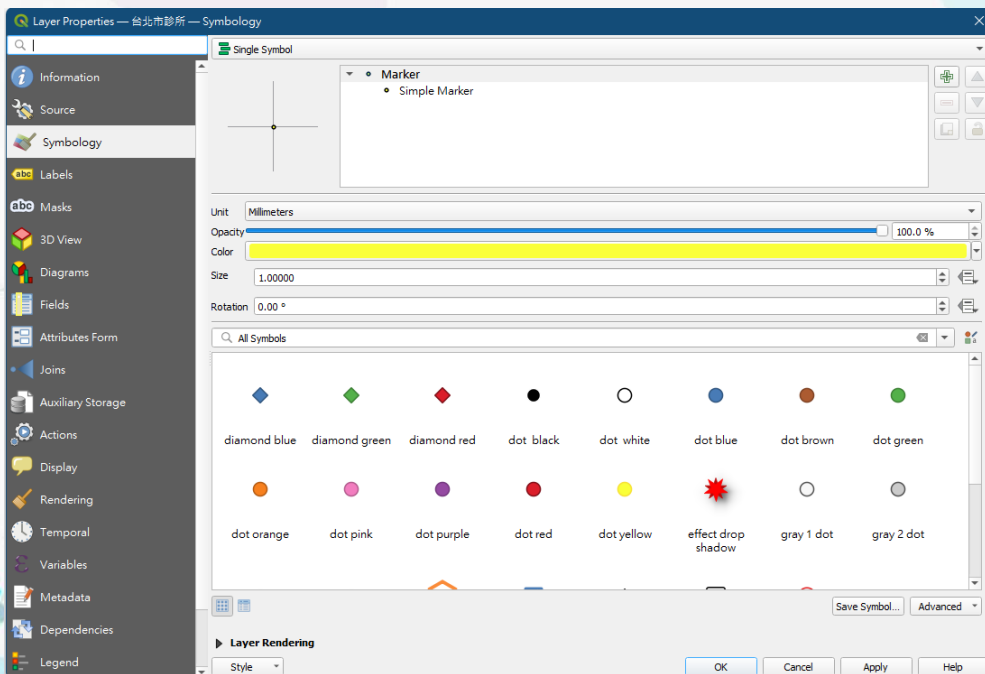 Layer Properties — 台北市診所 — Symbology
Information
Source
Symbology
Labels
Masks
3D View
Diagrams
Fields
Attributes Form
Joins
Auxiliary Storage
Actions
Display
Rendering
Temporal
Variables
Metadata
Dependencies
Legend
Single Symbol
Marker
Simple Marker
Unit Millimeters
Opacity 100.0 %
Color
Size 1.00000
Rotation 0.00 °
All Symbols
diamond blue diamond green diamond red dot black dot white dot blue dot brown dot green
dot orange dot pink dot purple dot red dot yellow effect drop shadow gray 1 dot gray 2 dot
Save Symbol... Advanced
Layer Rendering
Style OK Cancel Apply Help